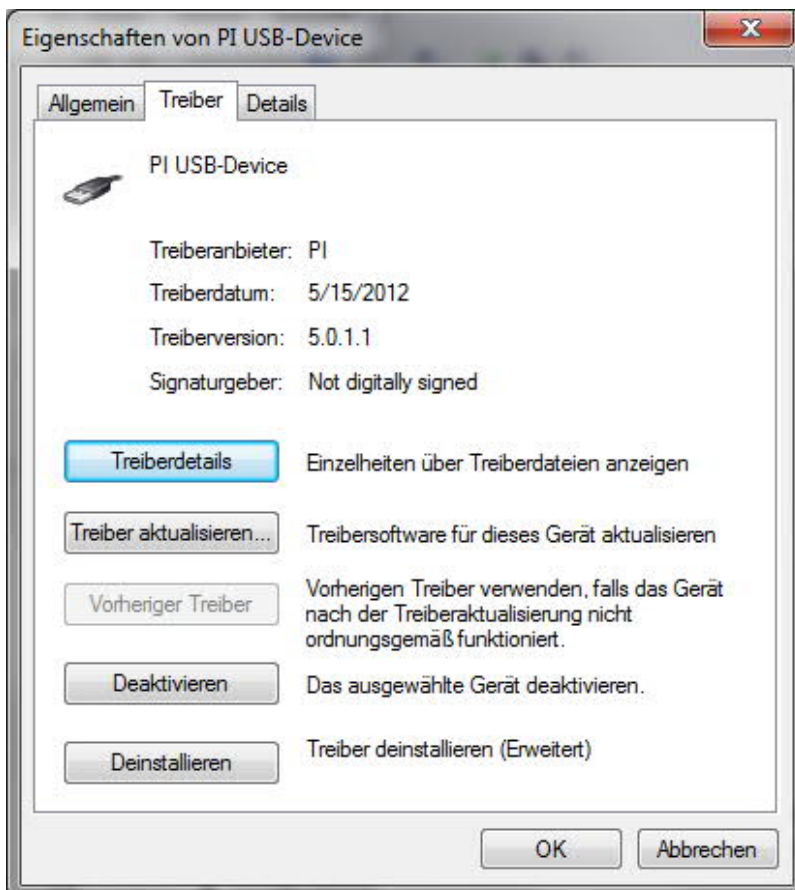 Eigenschaften von PI USB-Device
Allgemein Treiber Details
PI USB-Device
Treiberanbieter: PI
Treiberdatum: 5/15/2012
Treiberversion: 5.0.1.1
Signaturgeber: Not digitally signed
Treiberdetails Einzelheiten über Treiberdateien anzeigen
Treiber aktualisieren... Treibersoftware für dieses Gerät aktualisieren
Vorheriger Treiber Vorherigen Treiber verwenden, falls das Gerät
nach der Treiberaktualisierung nicht
ordnungsgemäß funktioniert.
Deaktivieren Das ausgewählte Gerät deaktivieren.
Deinstallieren Treiber deinstallieren (Erweitert)
OK Abbrechen